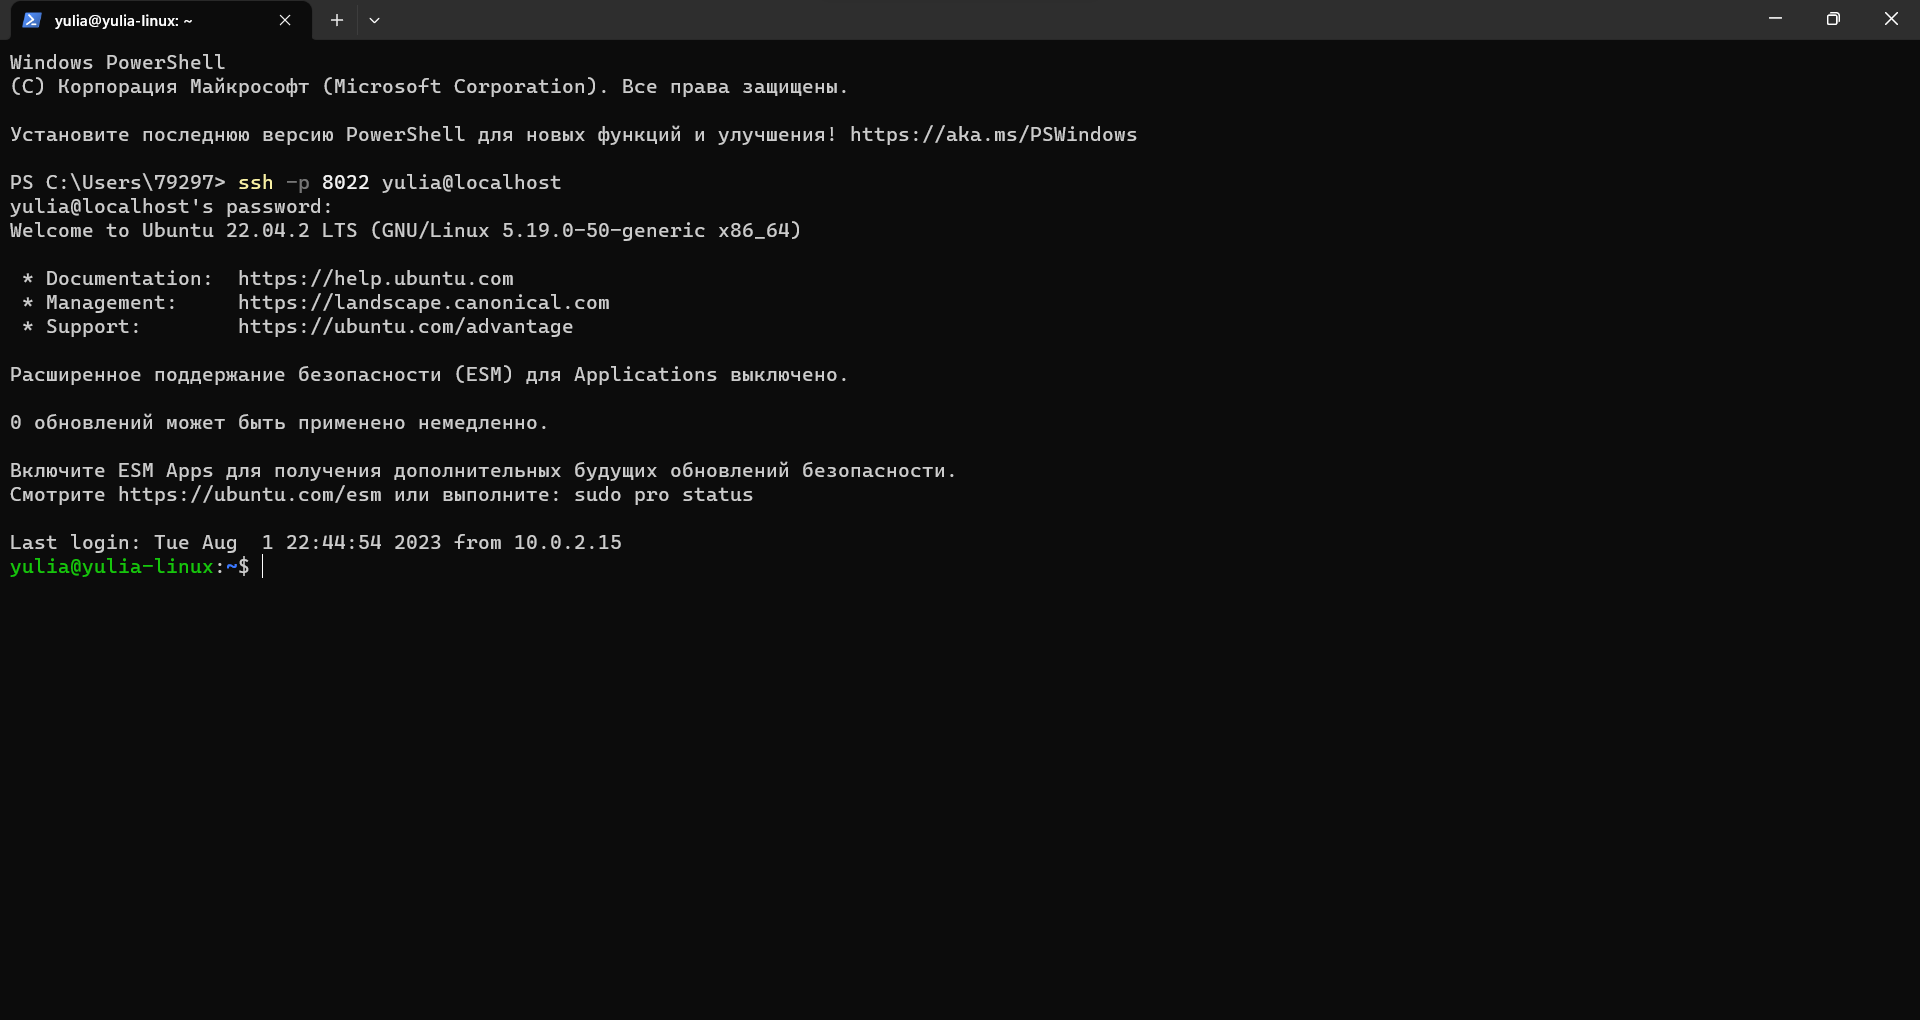 yulia@yulia-linux: ~
Windows PowerShell
(C) Корпорация Майкрософт (Microsoft Corporation). Все права защищены.
Установите последнюю версию PowerShell для новых функций и улучшения! https://aka.ms/PSWindows
PS C:\Users\79297> ssh -p 8022 yulia@localhost
yulia@localhost's password:
Welcome to Ubuntu 22.04.2 LTS (GNU/Linux 5.19.0-50-generic x86_64)
* Documentation:  https://help.ubuntu.com
* Management:     https://landscape.canonical.com
* Support:        https://ubuntu.com/advantage
Расширенное поддержание безопасности (ESM) для Applications выключено.
0 обновлений может быть применено немедленно.
Включите ESM Apps для получения дополнительных будущих обновлений безопасности.
Смотрите https://ubuntu.com/esm или выполните: sudo pro status
Last login: Tue Aug  1 22:44:54 2023 from 10.0.2.15
yulia@yulia-linux:~$